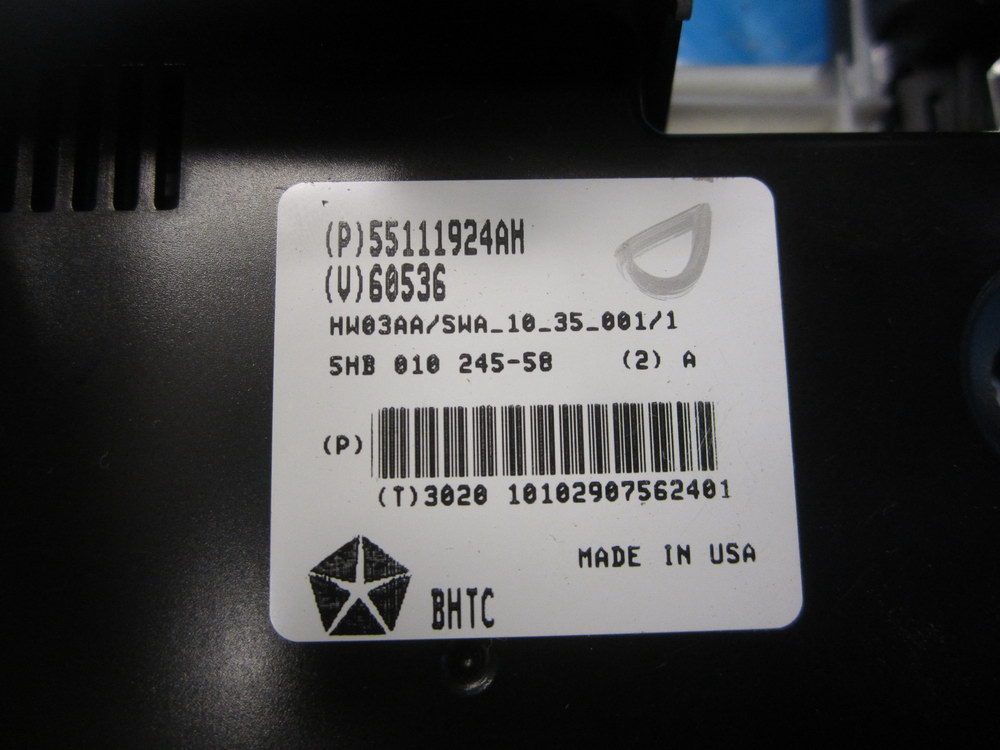 (P)55111924AH
(V)60536
HW03AA/SWA_10_35_001/1
5HB 010 245-58 (2) A
(P)
(T)3020 10102907562401
MADE IN USA
BHTC